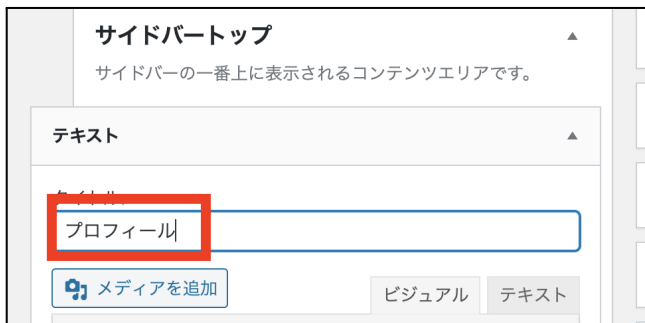 サイドバートップ
サイドバーの一番上に表示されるコンテンツエリアです。
テキスト
プロフィール
メディアを追加
ビジュアル テキスト